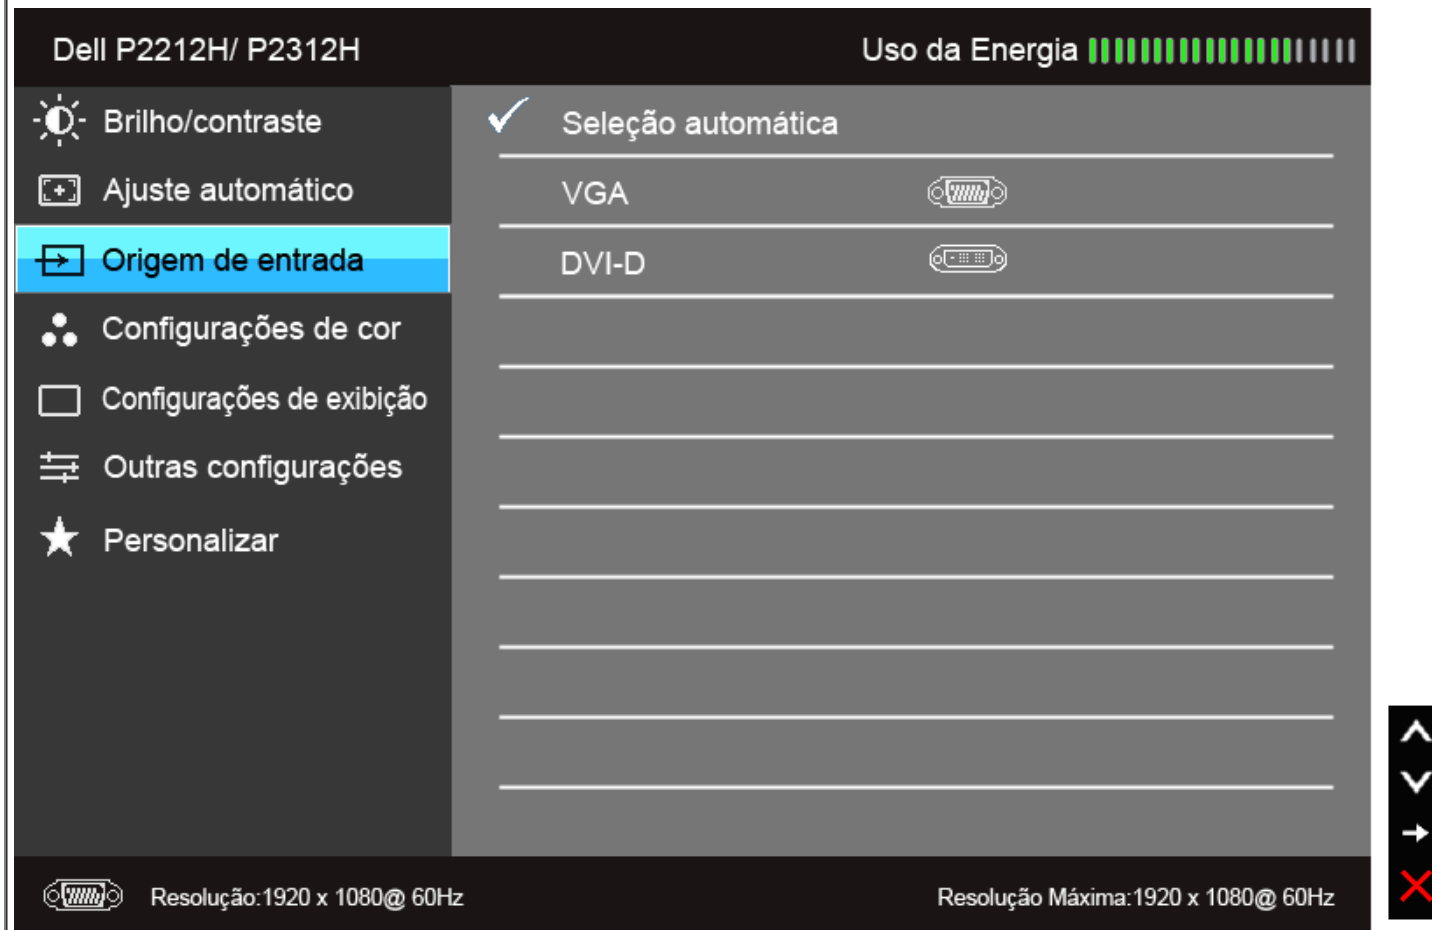 Dell P2212H/ P2312H
Uso da Energia
Brilho/contraste
Ajuste automático
Origem de entrada
Configurações de cor
Configurações de exibição
Outras configurações
Personalizar
Seleção automática
VGA
DVI-D
Resolução:1920 x 1080@ 60Hz
Resolução Máxima:1920 x 1080@ 60Hz